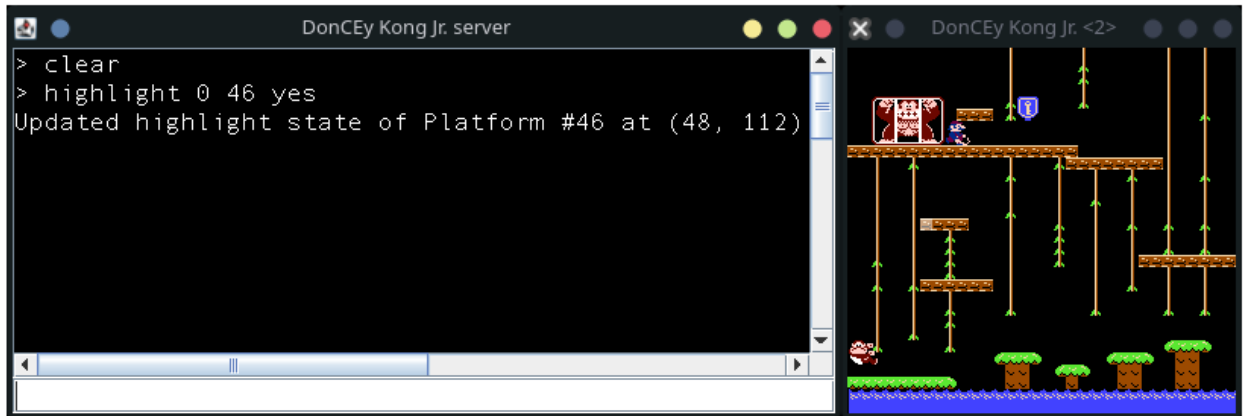 DonCEy Kong Jr. server
> clear
> highlight 0 46 yes
Updated highlight state of Platform #46 at (48, 112)
DonCEy Kong Jr. <2>